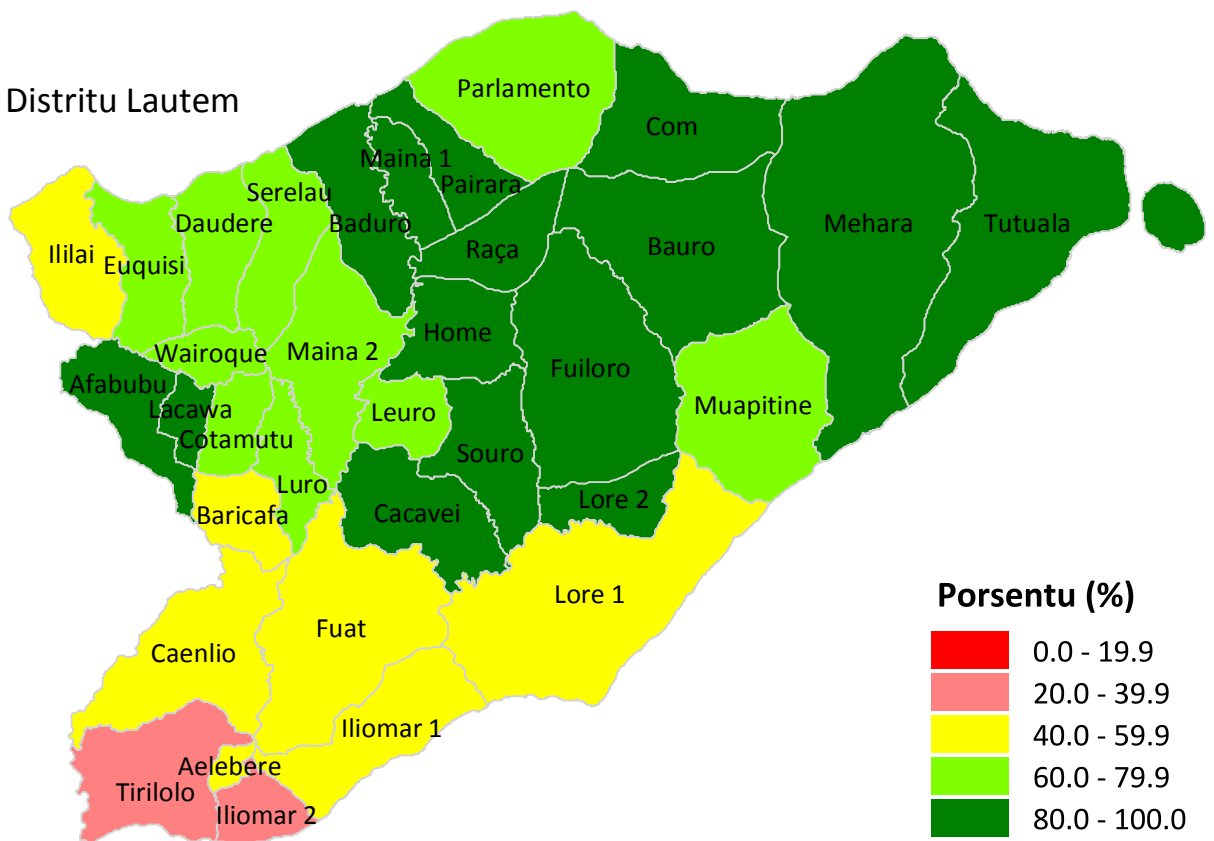 Distritu Lautem
Parlamento
Com
Maina 1
Pairara
Serelau
Daudere
Baduro
Mehara
Tutuala
Ililai
Euquisi
Raça
Bauro
Home
Wairoque
Maina 2
Fuiloro
Afabubu
Lacawa
Leuro
Muapitine
Cotamutu
Souro
Luro
Lore 2
Baricafa
Cacavei
Lore 1
Fuat
Caenlio
Iliomar 1
Aelebere
Tirilolo
Iliomar 2
Porsentu (%)
0.0 - 19.9
20.0 - 39.9
40.0 - 59.9
60.0 - 79.9
80.0 - 100.0